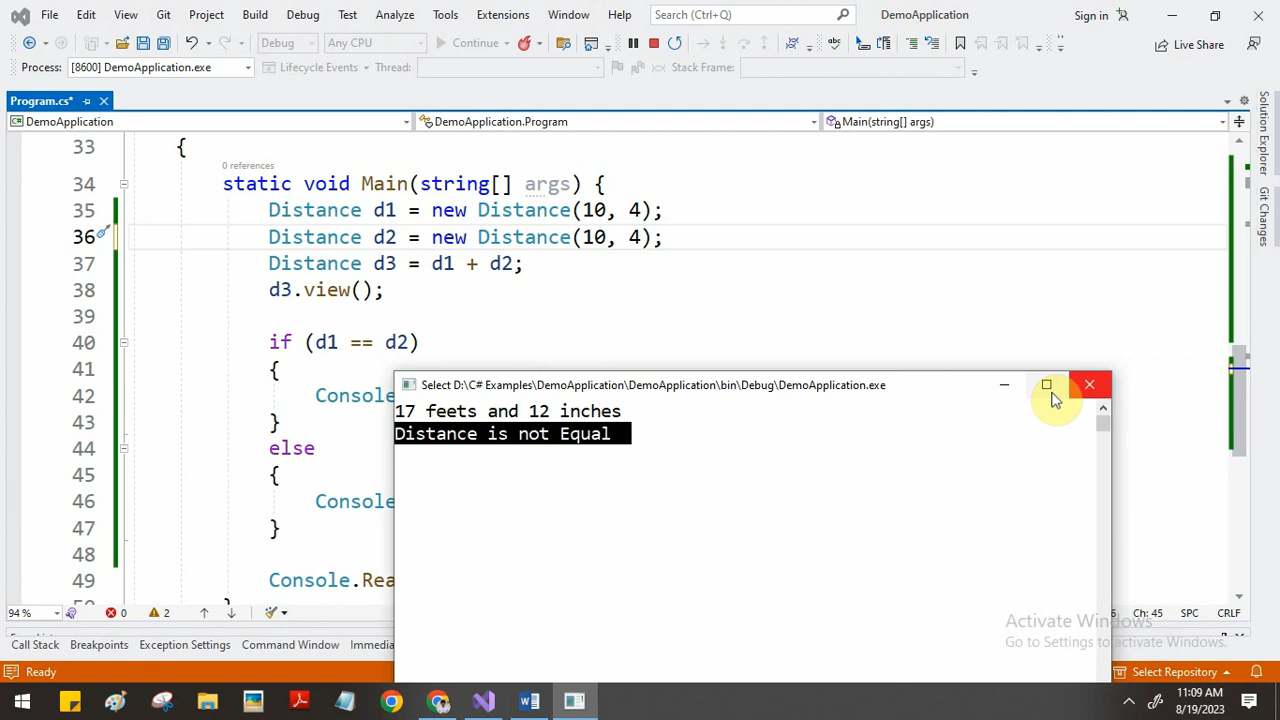 File Edit View Git Project Build Debug Test Analyze Tools Extensions Window Help Search (Ctrl+Q) DemoApplication Sign in
Debug Any CPU Continue Live Share
Process: [8600] DemoApplication.exe Lifecycle Events Thread: Stack Frame:
Program.cs*
DemoApplication DemoApplication.Program Main(string[] args)
Solution Explorer
Git Changes
33 {
0 references
34 static void Main(string[] args) {
35 Distance d1 = new Distance(10, 4);
36 Distance d2 = new Distance(10, 4);
37 Distance d3 = d1 + d2;
38 d3.view();
39
40 if (d1 == d2)
41 {
42 Console
43 }
44 else
45 {
46 Console
47 }
48
49 Console.Rea
Select D:\C# Examples\DemoApplication\DemoApplication\bin\Debug\DemoApplication.exe
17 feets and 12 inches
Distance is not Equal
94 % 0 2 Ch: 45 SPC CRLF
Activate Windows
Go to Settings to activate Windows.
Call Stack Breakpoints Exception Settings Command Window Immedia
Ready Select Repository
11:09 AM
8/19/2023